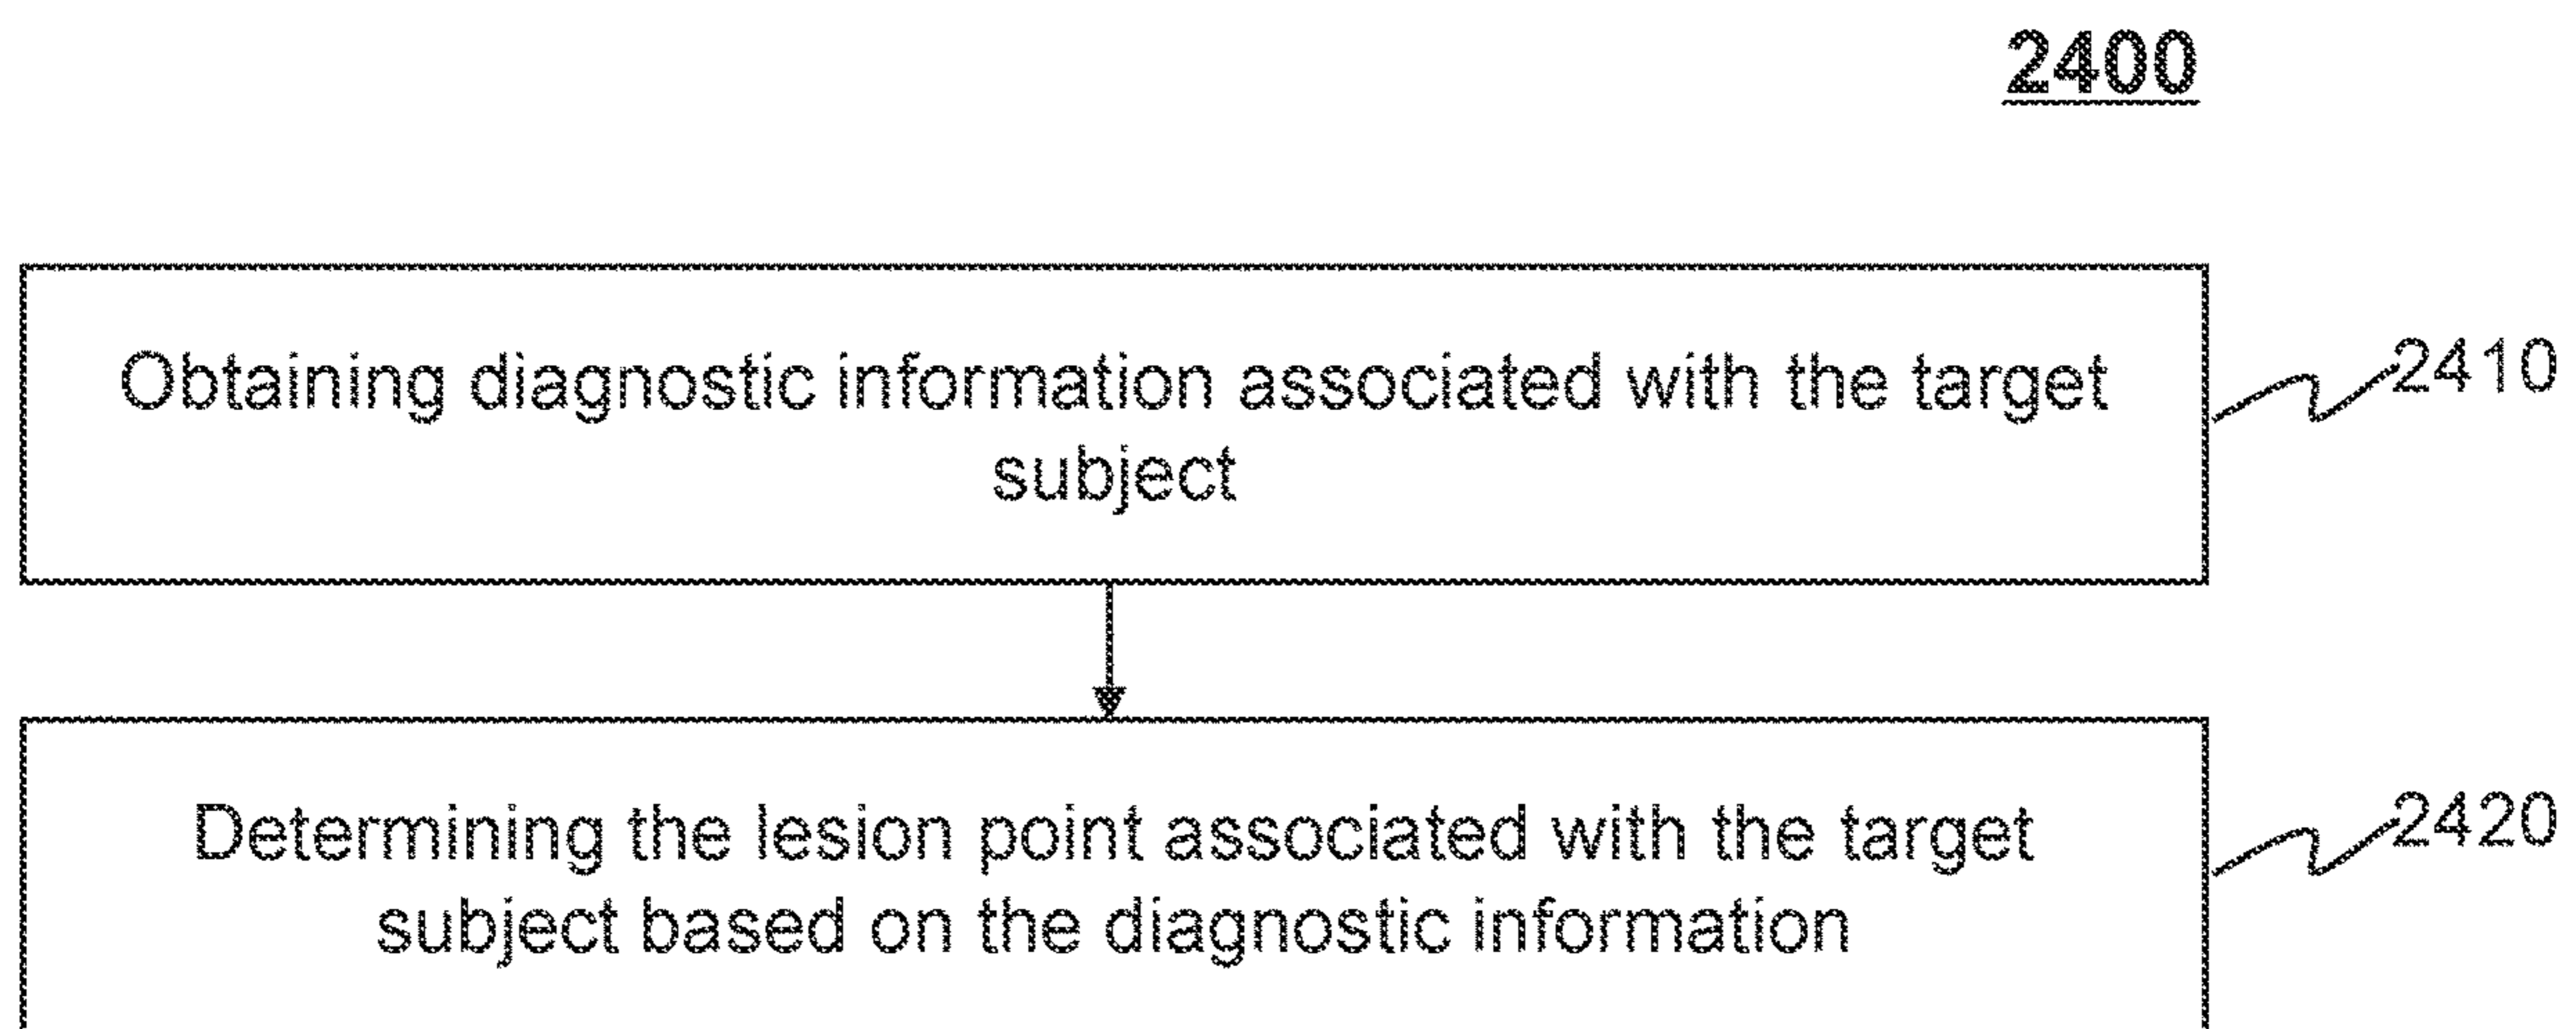 2400
Obtaining diagnostic information associated with the target
subject
2410
Determining the lesion point associated with the target
subject based on the diagnostic information
2420